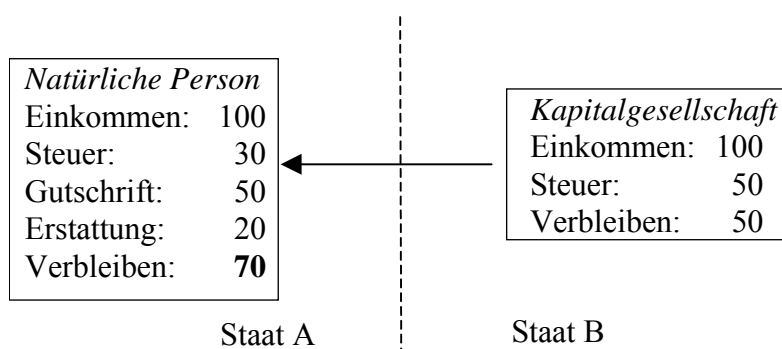 Natürliche Person
Einkommen: 100
Steuer: 30
Gutschrift: 50
Erstattung: 20
Verbleiben: 70
Kapitalgesellschaft
Einkommen: 100
Steuer: 50
Verbleiben: 50
Staat A
Staat B